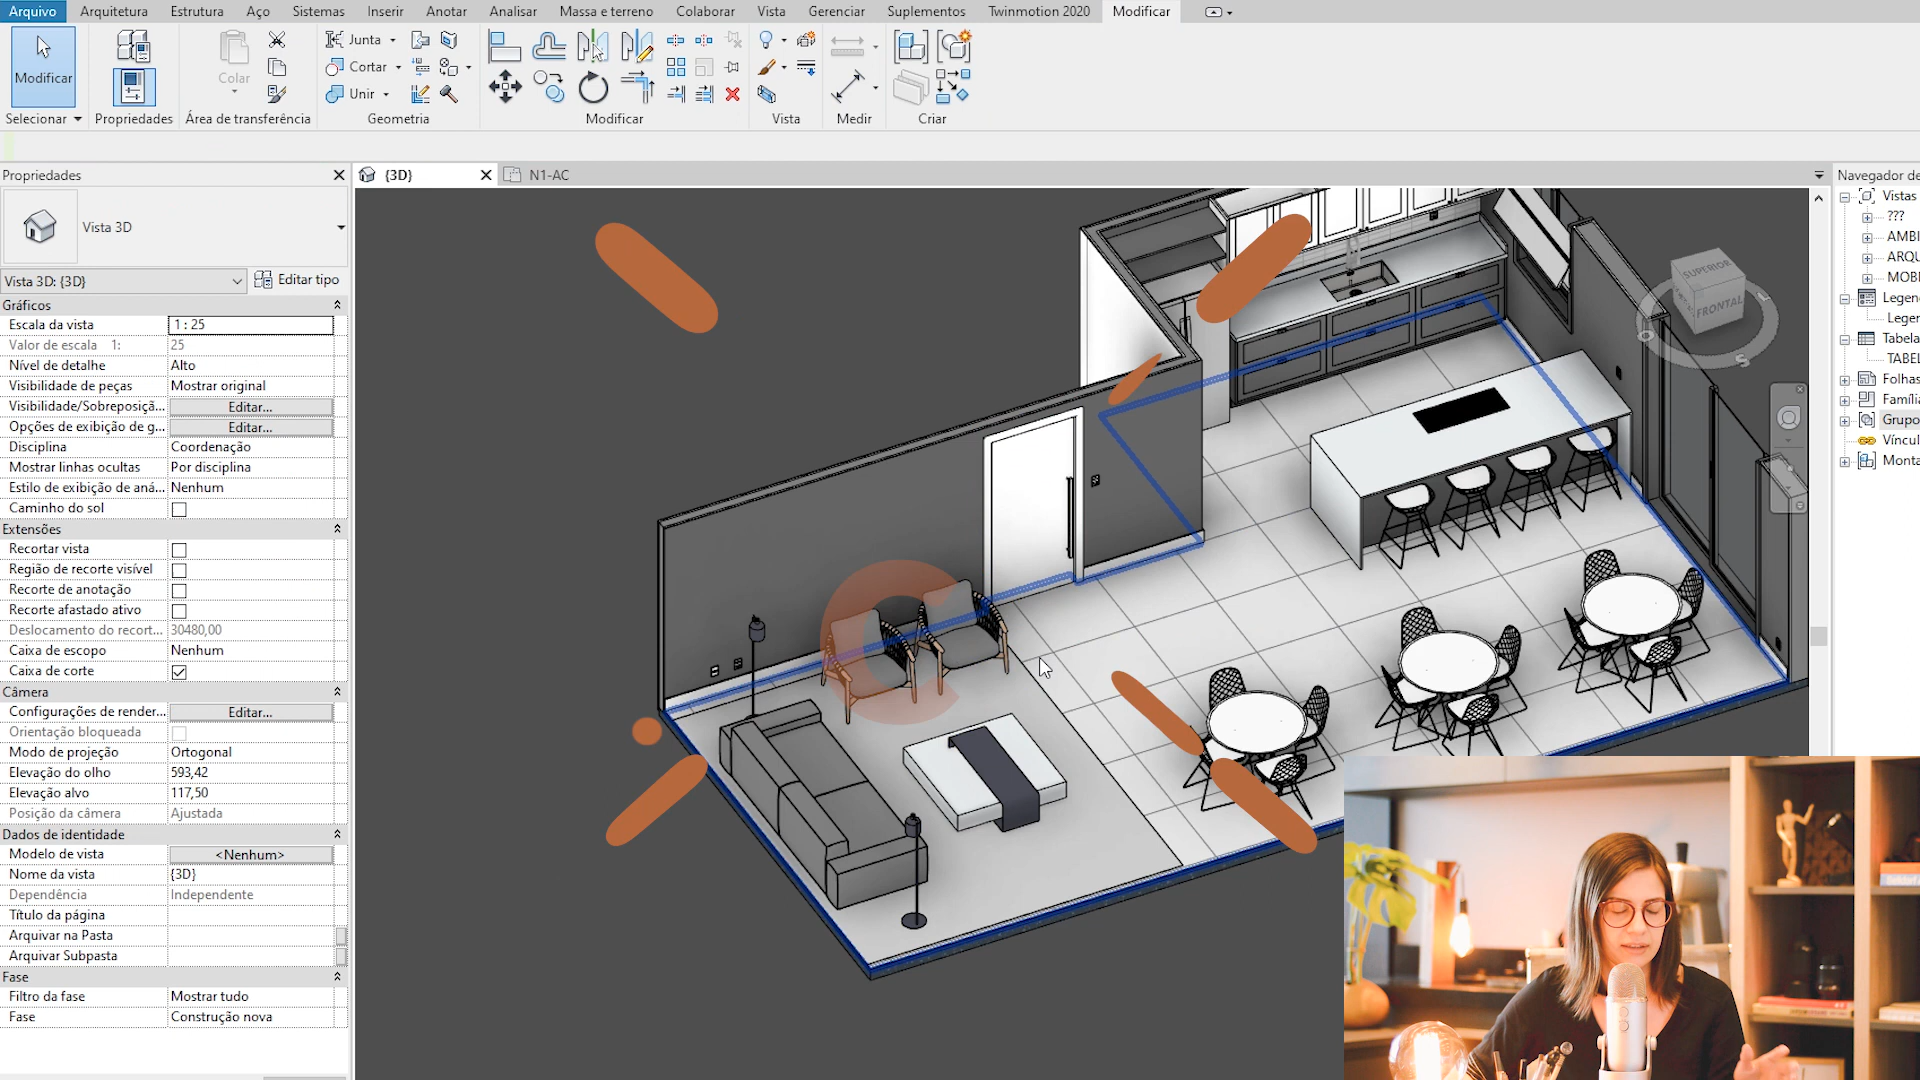 Arquivo Arquitetura Estrutura Aço Sistemas Inserir Anotar Analisar Massa e terreno Colaborar Vista Gerenciar Suplementos Twinmotion 2020 Modificar
Modificar
Colar
Junta
Cortar
Unir
Selecionar Propriedades Área de transferência Geometria Modificar Vista Medir Criar
Propriedades
{3D}
N1-AC
Navegador de
Vista 3D
Vista 3D: {3D} Editar tipo
Gráficos
Escala da vista 1 : 25
Valor de escala 1: 25
Nível de detalhe Alto
Visibilidade de peças Mostrar original
Visibilidade/Sobreposiçã... Editar...
Opções de exibição de g... Editar...
Disciplina Coordenação
Mostrar linhas ocultas Por disciplina
Estilo de exibição de aná... Nenhum
Caminho do sol
Extensões
Recortar vista
Região de recorte visível
Recorte de anotação
Recorte afastado ativo
Deslocamento do recort... 30480,00
Caixa de escopo Nenhum
Caixa de corte
Câmera
Configurações de render... Editar...
Orientação bloqueada
Modo de projeção Ortogonal
Elevação do olho 593,42
Elevação alvo 117,50
Posição da câmera Ajustada
Dados de identidade
Modelo de vista <Nenhum>
Nome da vista {3D}
Dependência Independente
Título da página
Arquivar na Pasta
Arquivar Subpasta
Fase
Filtro da fase Mostrar tudo
Fase Construção nova
SUPERIOR
FRONTAL
O
S
L
C
Vistas
???
AMBI
ARQU
MOBI
Legen
Legen
Tabela
TABEL
Folhas
Família
Grupo
Víncul
Monta